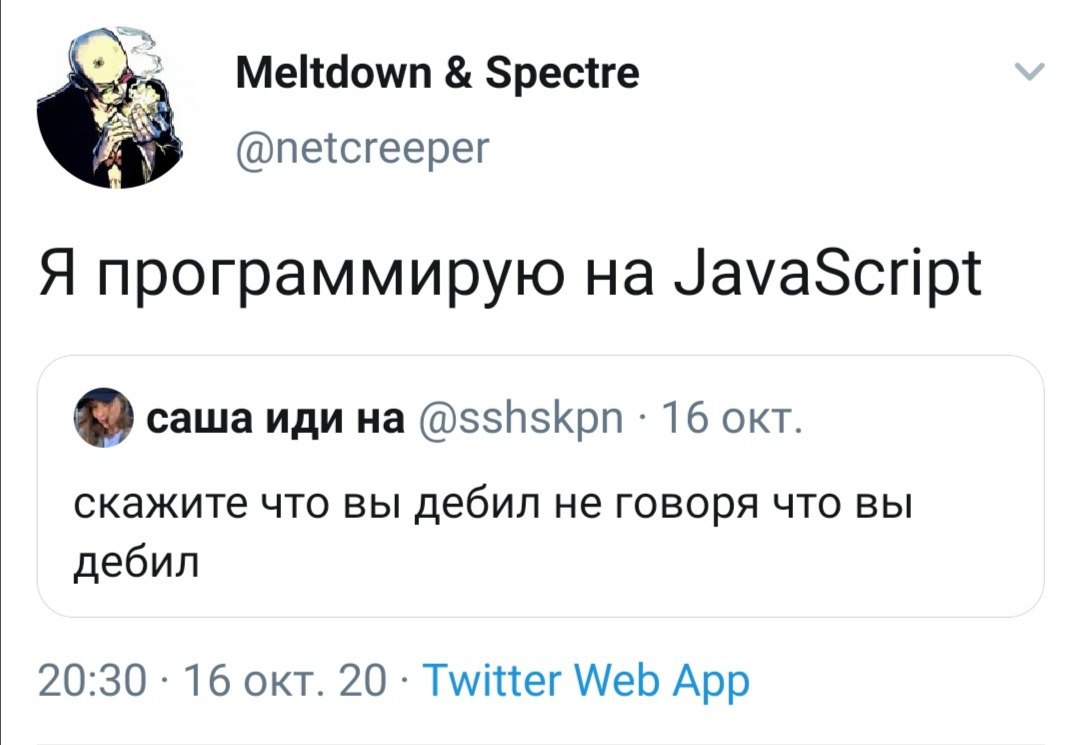 Meltdown & Spectre
@netcreeper
Я программирую на JavaScript
саша иди на @sshskpn · 16 окт.
скажите что вы дебил не говоря что вы
дебил
20:30 · 16 окт. 20 · Twitter Web App